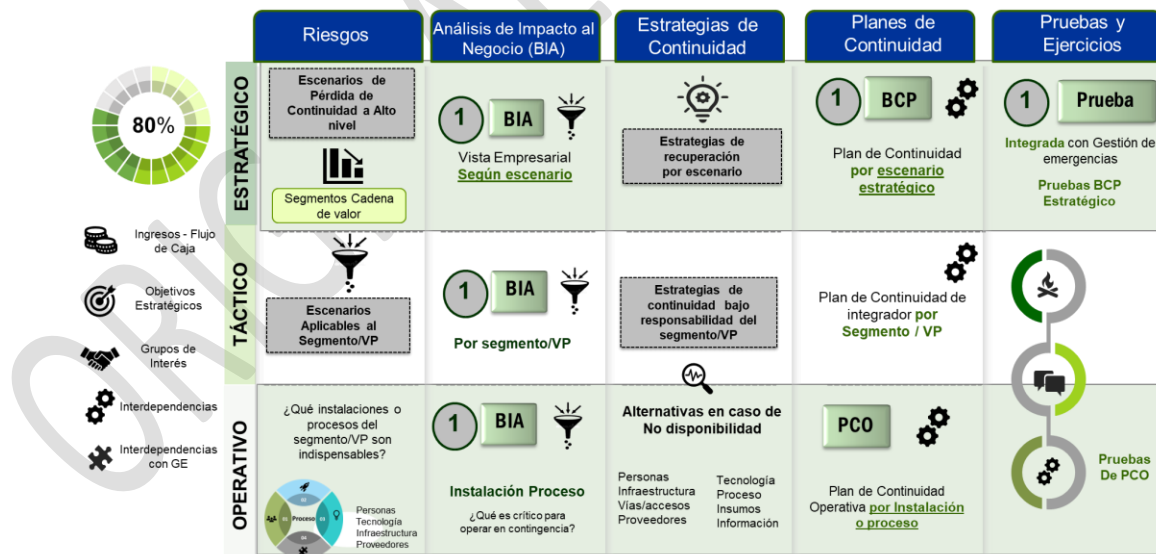 Riesgos
Análisis de Impacto al
Negocio (BIA)
Estrategias de
Continuidad
Planes de
Continuidad
Pruebas y
Ejercicios
80%
Ingresos - Flujo
de Caja
Objetivos
Estratégicos
Grupos de
Interés
Interdependencias
Interdependencias
con GE
ESTRATÉGICO
Escenarios de
Pérdida de
Continuidad a Alto
nivel
Segmentos Cadena
de valor
1
BIA
Vista Empresarial
Según escenario
Estrategias de
recuperación
por escenario
1
BCP
Plan de Continuidad
por escenario
estratégico
1
Prueba
Integrada con Gestión de
emergencias
Pruebas BCP
Estratégico
TÁCTICO
Escenarios
Aplicables al
Segmento/VP
1
BIA
Por segmento/VP
Estrategias de
continuidad bajo
responsabilidad del
segmento/VP
Plan de Continuidad de
integrador por
Segmento / VP
OPERATIVO
¿Qué instalaciones o
procesos del
segmento/VP son
indispensables?
Proceso
Personas
Tecnología
Infraestructura
Proveedores
1
BIA
Instalación Proceso
¿Qué es crítico para
operar en contingencia?
Alternativas en caso de
No disponibilidad
Personas
Infraestructura
Vías/accesos
Proveedores
Tecnología
Proceso
Insumos
Información
PCO
Plan de Continuidad
Operativa por Instalación
o proceso
Pruebas
De PCO